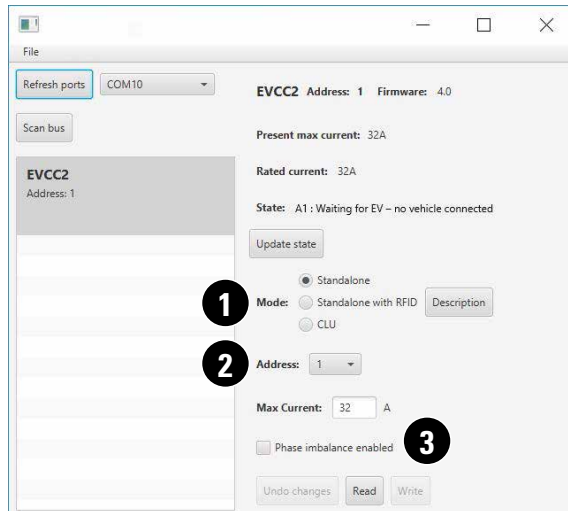 File
Refresh ports COM10
Scan bus
EVCC2
Address: 1
EVCC2 Address: 1 Firmware: 4.0
Present max current: 32A
Rated current: 32A
State: A1 : Waiting for EV – no vehicle connected
Update state
Standalone
1 Mode: Standalone with RFID Description
CLU
2 Address: 1
Max Current: 32 A
Phase imbalance enabled 3
Undo changes Read Write